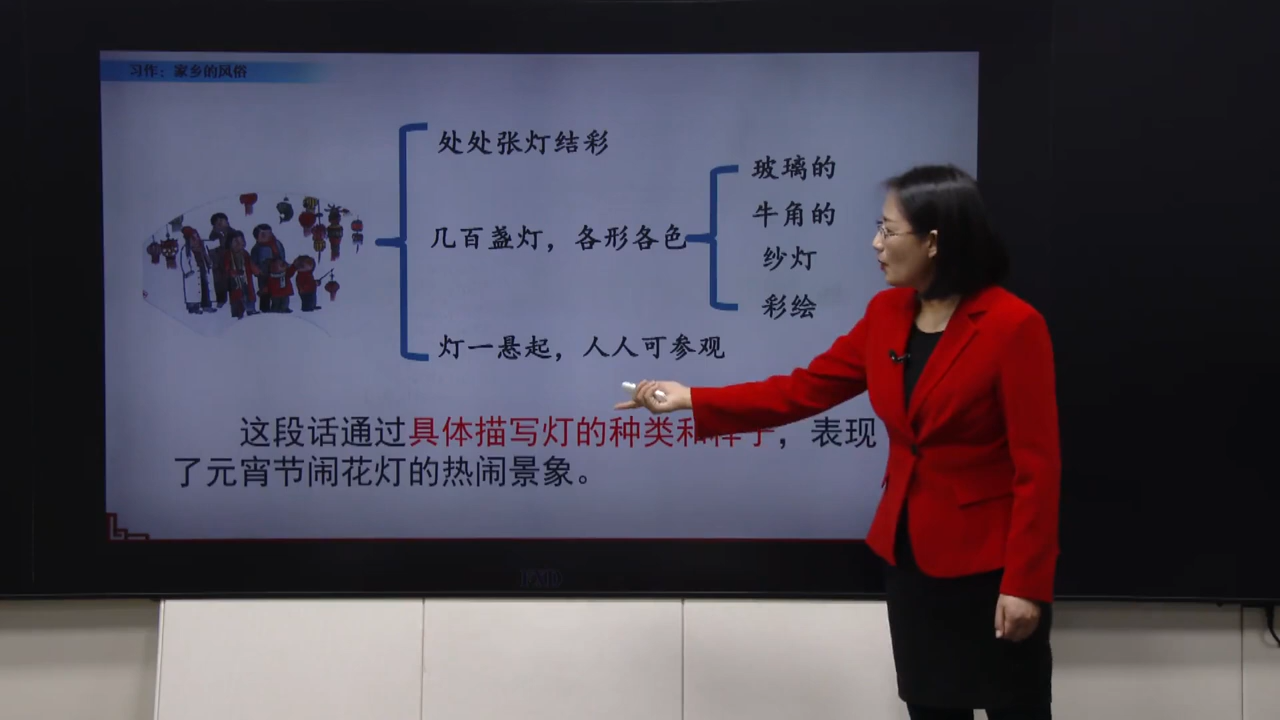 习作：家乡的风俗
处处张灯结彩
几百盏灯，各形各色
灯一悬起，人人可参观
玻璃的
牛角的
纱灯
彩绘
这段话通过具体描写灯的种类和样子，表现
了元宵节闹花灯的热闹景象。